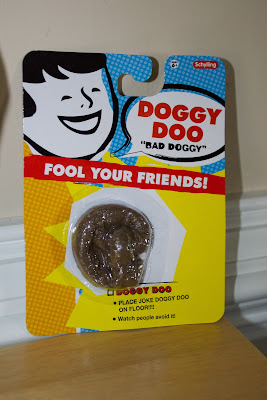 6+
Schylling
DOGGY
DOO
"BAD DOGGY"
FOOL YOUR FRIENDS!
DOGGY DOO
• PLACE JOKE DOGGY DOO
ON FLOOR!!!
• Watch people avoid it!